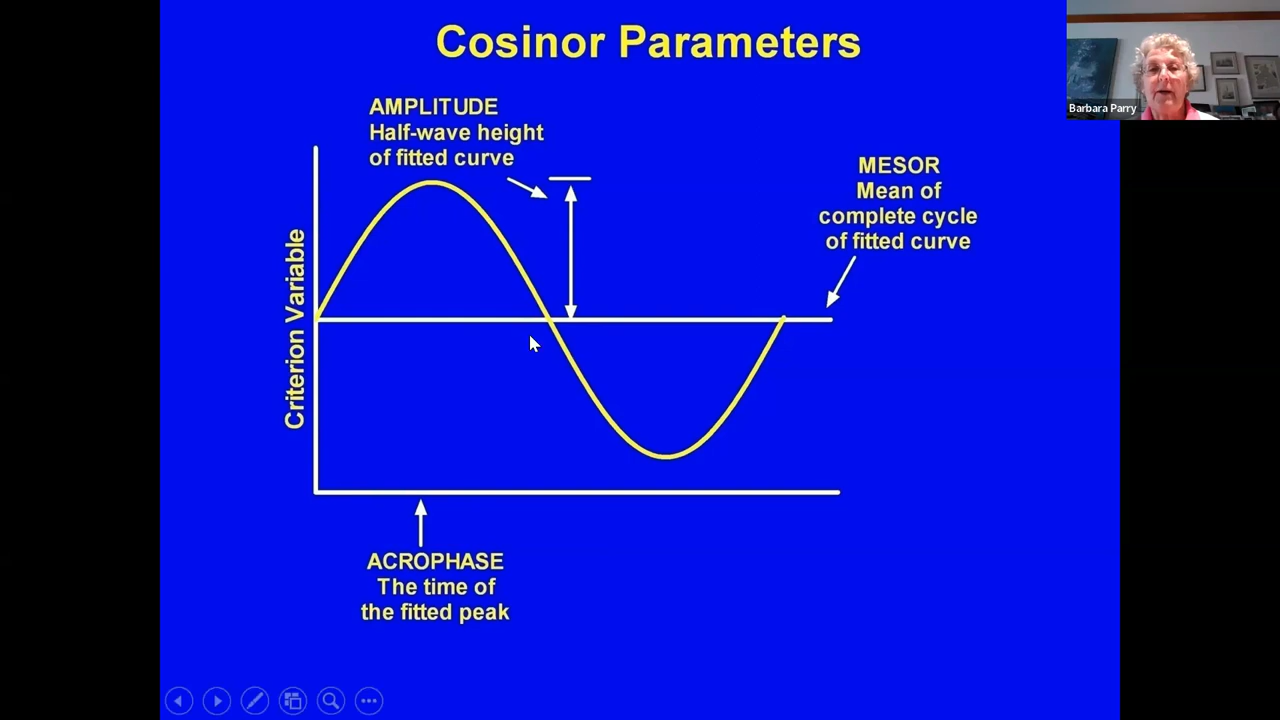 Cosinor Parameters
Barbara Parry
AMPLITUDE
Half-wave height
of fitted curve
MESOR
Mean of
complete cycle
of fitted curve
Criterion Variable
ACROPHASE
The time of
the fitted peak